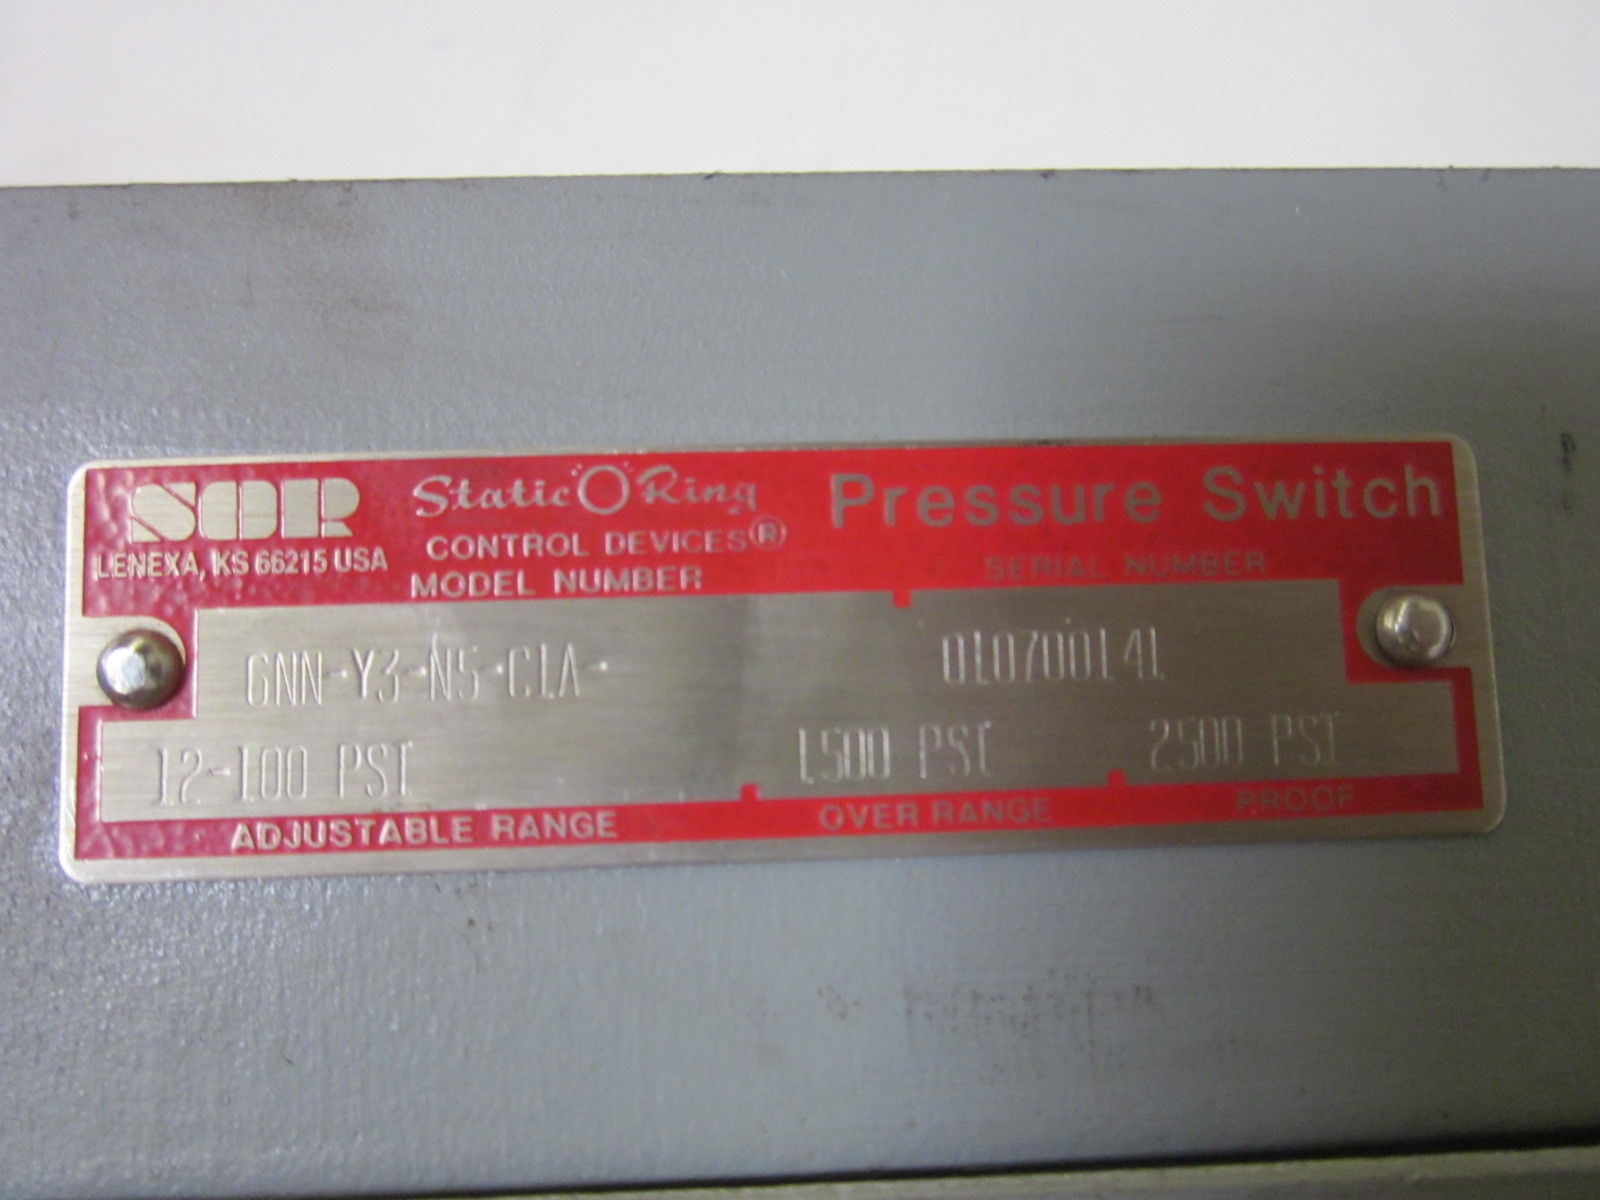 SOR Static "O" Ring Pressure Switch
LENEXA, KS 66215 USA CONTROL DEVICES®
MODEL NUMBER SERIAL NUMBER
6NN-Y3-N5-C1A- 010700141
12-100 PSI 1500 PSI 2500 PSI
ADJUSTABLE RANGE OVER RANGE PROOF